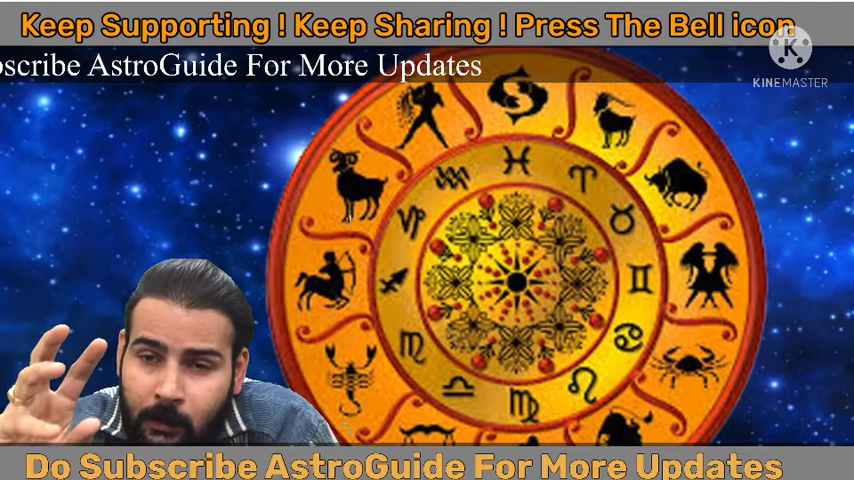 Keep Supporting ! Keep Sharing ! Press The Bell icon
scribe AstroGuide For More Updates
K
KINEMASTER
♓
♒ ♈
♑ ♉
♐ ♊
♏ ♋
♎ ♌
♍
Do Subscribe AstroGuide For More Updates